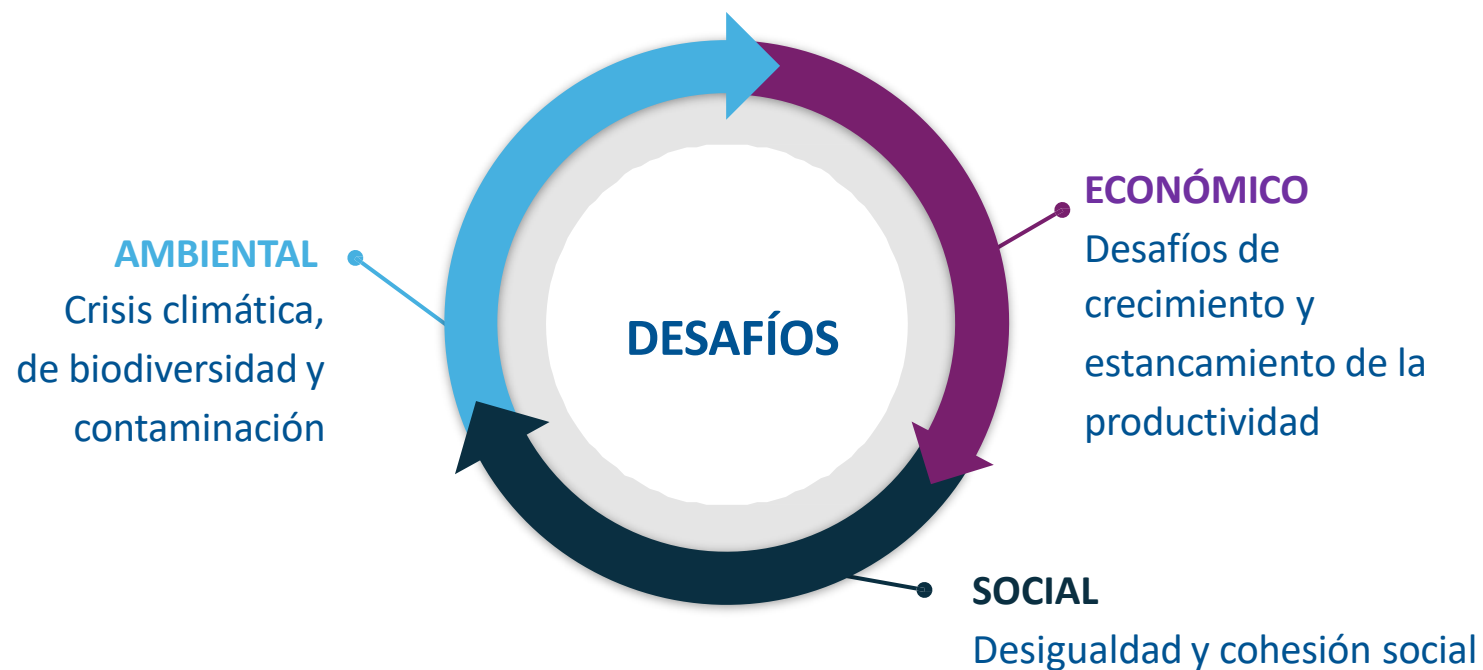 DESAFÍOS
AMBIENTAL
Crisis climática,
de biodiversidad y
contaminación
ECONÓMICO
Desafíos de
crecimiento y
estancamiento de la
productividad
SOCIAL
Desigualdad y cohesión social